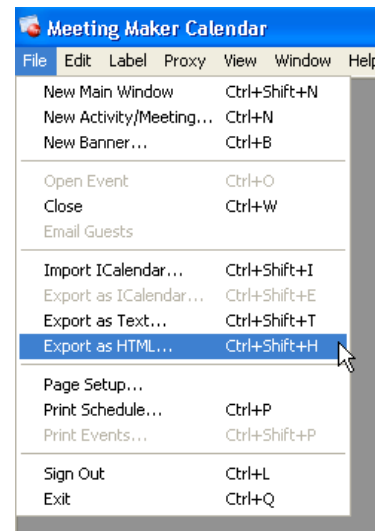 Meeting Maker Calendar
File Edit Label Proxy View Window Help
New Main Window Ctrl+Shift+N
New Activity/Meeting... Ctrl+N
New Banner... Ctrl+B
Open Event Ctrl+O
Close Ctrl+W
Email Guests
Import ICalendar... Ctrl+Shift+I
Export as ICalendar... Ctrl+Shift+E
Export as Text... Ctrl+Shift+T
Export as HTML... Ctrl+Shift+H
Page Setup...
Print Schedule... Ctrl+P
Print Events... Ctrl+Shift+P
Sign Out Ctrl+L
Exit Ctrl+Q